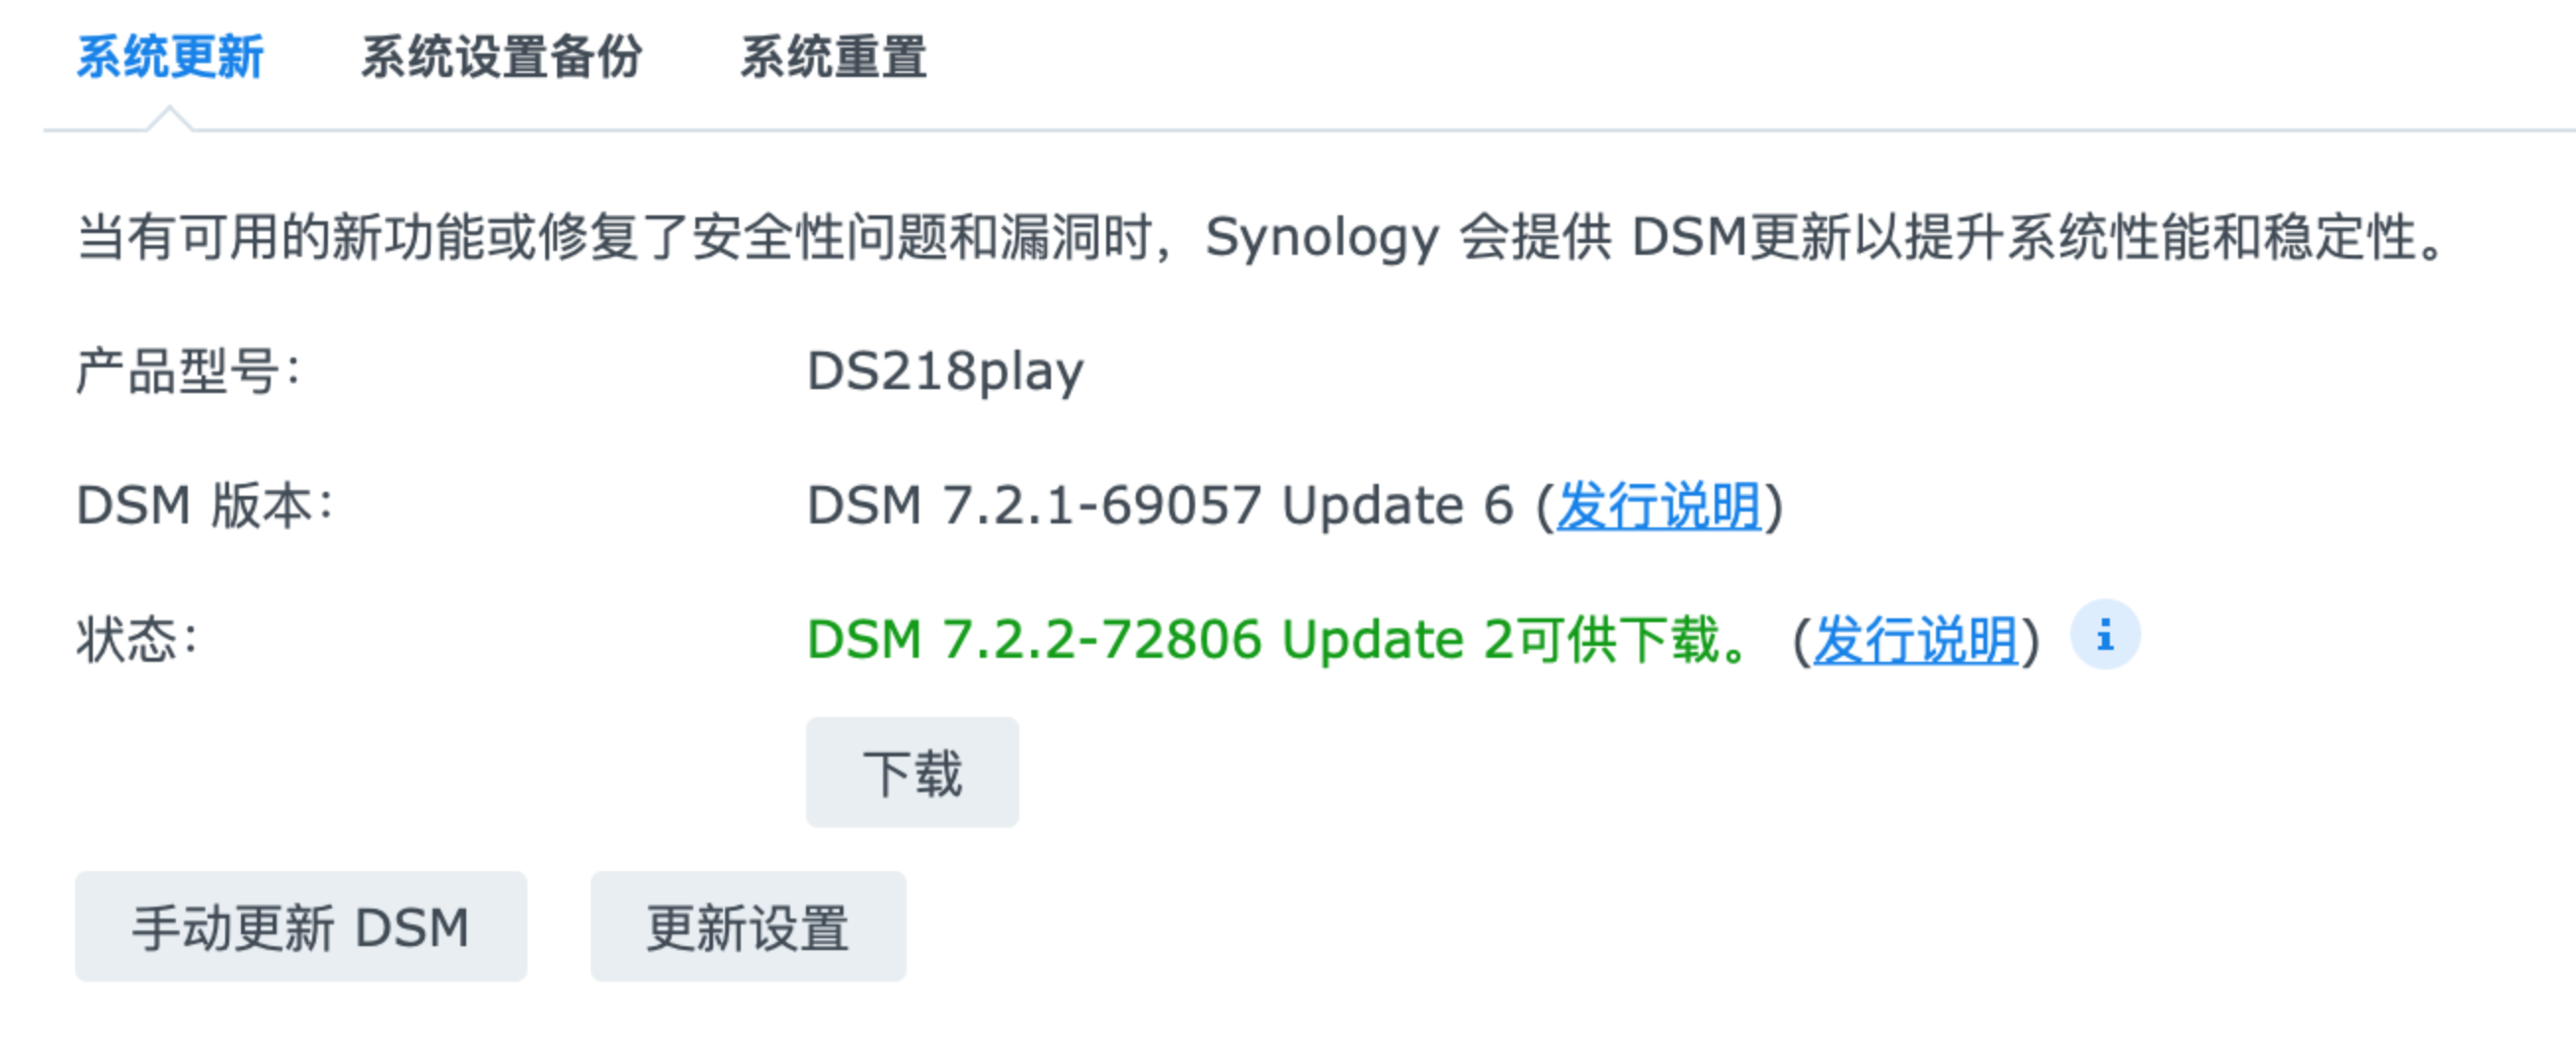 系统更新 系统设置备份 系统重置
当有可用的新功能或修复了安全性问题和漏洞时，Synology 会提供 DSM更新以提升系统性能和稳定性。
产品型号： DS218play
DSM 版本： DSM 7.2.1-69057 Update 6 (发行说明)
状态： DSM 7.2.2-72806 Update 2可供下载。 (发行说明) i
下载
手动更新 DSM 更新设置